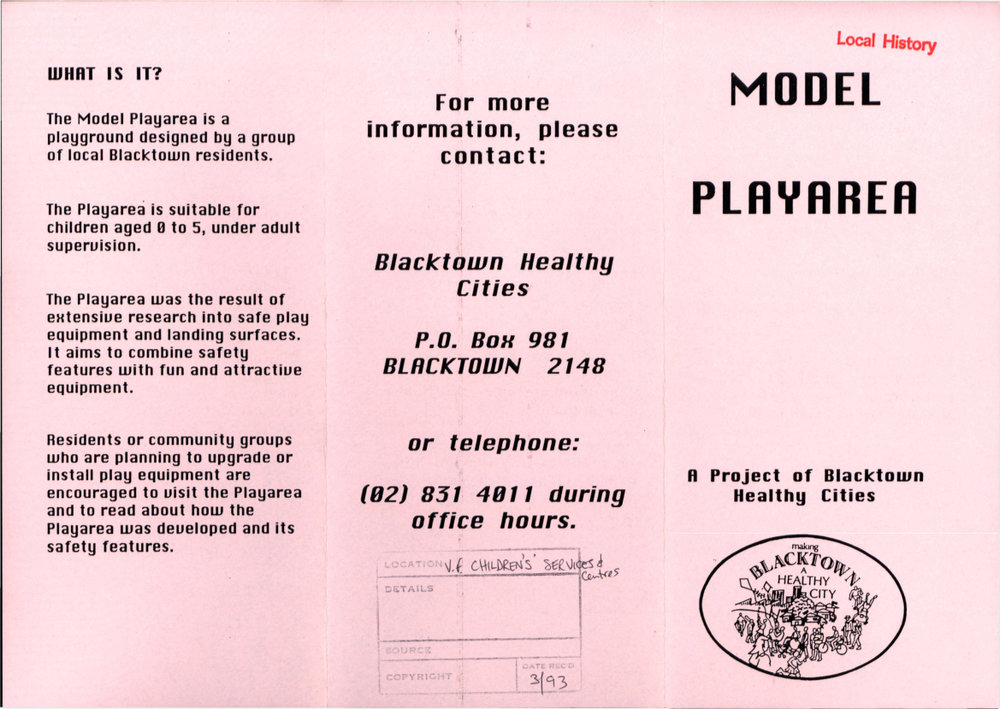 WHAT IS IT?
The Model Playarea is a
playground designed by a group
of local Blacktown residents.
The Playarea is suitable for
children aged 0 to 5, under adult
supervision.
The Playarea was the result of
extensive research into safe play
equipment and landing surfaces.
It aims to combine safety
features with fun and attractive
equipment.
Residents or community groups
who are planning to upgrade or
install play equipment are
encouraged to visit the Playarea
and to read about how the
Playarea was developed and its
safety features.
For more
information, please
contact:
Blacktown Healthy
Cities
P.O. Box 981
BLACKTOWN 2148
or telephone:
(02) 831 4011 during
office hours.
LOCATION V.f. CHILDREN'S' SERVICES &
Centres
DETAILS
SOURCE
COPYRIGHT
DATE REC'D
3/93
Local History
MODEL
PLAYAREA
A Project of Blacktown
Healthy Cities
making
BLACKTOWN
A
HEALTHY
CITY